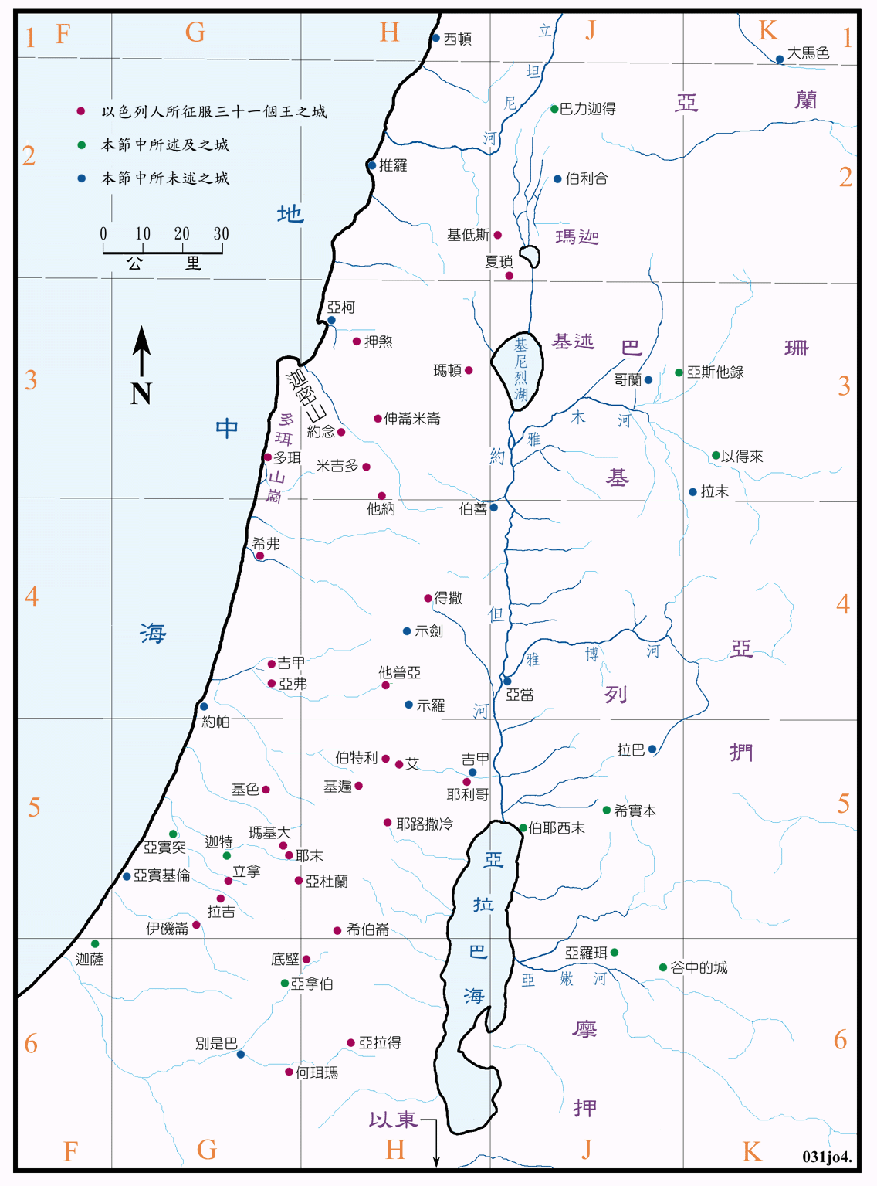 F G H J K
1 1
西頓
立坦尼河
大馬色
以色列人所征服三十一個王之城
本節中所述及之城
本節中所未述之城
巴力迦得
亞蘭
2 2
推羅
伯利合
地中海
0 10 20 30
公里
基低斯
瑪迦
夏瑣
亞柯
押煞
瑪頓
基尼烈湖
基述
巴珊
哥蘭
亞斯他錄
N
3 3
迦密山
多珥山崗
伸崙米崙
約念
雅木河
多珥
米吉多
以得來
基列
拉末
他納
伯善
約但河
希弗
4 4
得撒
示劍
吉甲
亞弗
他普亞
示羅
雅博河
亞當
亞捫
約帕
伯特利
艾
吉甲
拉巴
5 5
基色
基遍
耶利哥
希實本
耶路撒冷
伯耶西末
亞實突
迦特
瑪基大
耶末
亞實基倫
立拿
亞杜蘭
拉吉
亞拉巴海
伊磯崙
希伯崙
迦薩
底壁
亞拿伯
亞羅珥
谷中的城
亞嚴河
6 6
別是巴
亞拉得
何珥瑪
摩押
以東
F G H J K
031jo4.